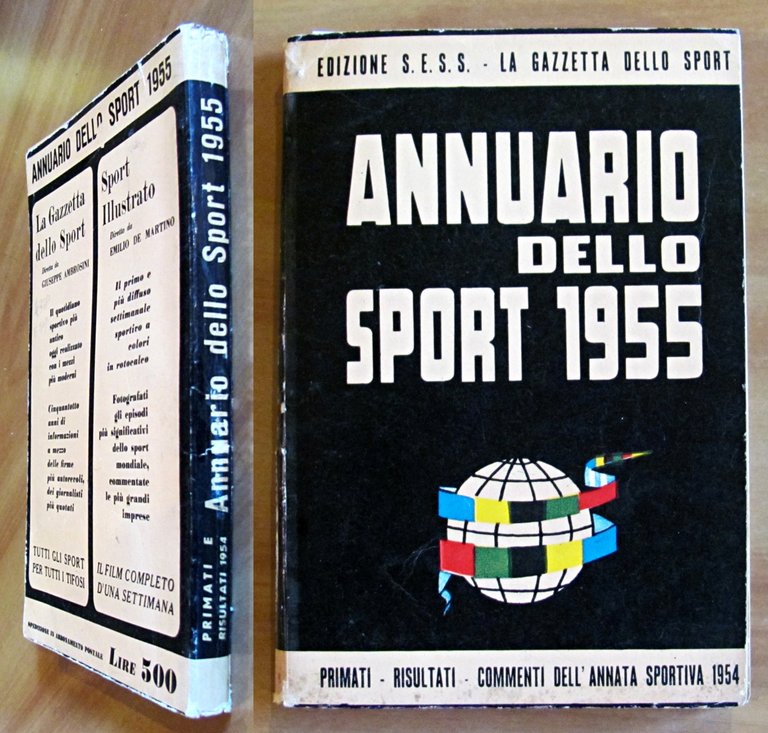 ANNUARIO DELLO SPORT 1955
La Gazzetta
dello Sport
Diretta da
GIUSEPPE AMBROSINI
Il quotidiano
sportivo più
antico
oggi realizzato
con i mezzi
più moderni
Cinquantotto
anni di
informazioni
a mezzo
delle firme
più autorevoli,
dei giornalisti
più quotati
TUTTI GLI SPORT
PER TUTTI I TIFOSI
Sport
Illustrato
Diretto da
EMILIO DE MARTINO
Il primo e
più diffuso
settimanale
sportivo a
colori
in rotocalco
Fotografati
gli episodi
più significativi
dello sport
mondiale,
commentate
le più grandi
imprese
IL FILM COMPLETO
D'UNA SETTIMANA
SPEDIZIONE IN ABBONAMENTO POSTALE
LIRE 500
PRIMATI E
RISULTATI 1954
Annuario dello Sport 1955
EDIZIONE S.E.S.S. - LA GAZZETTA DELLO SPORT
ANNUARIO
DELLO
SPORT 1955
PRIMATI - RISULTATI - COMMENTI DELL'ANNATA SPORTIVA 1954